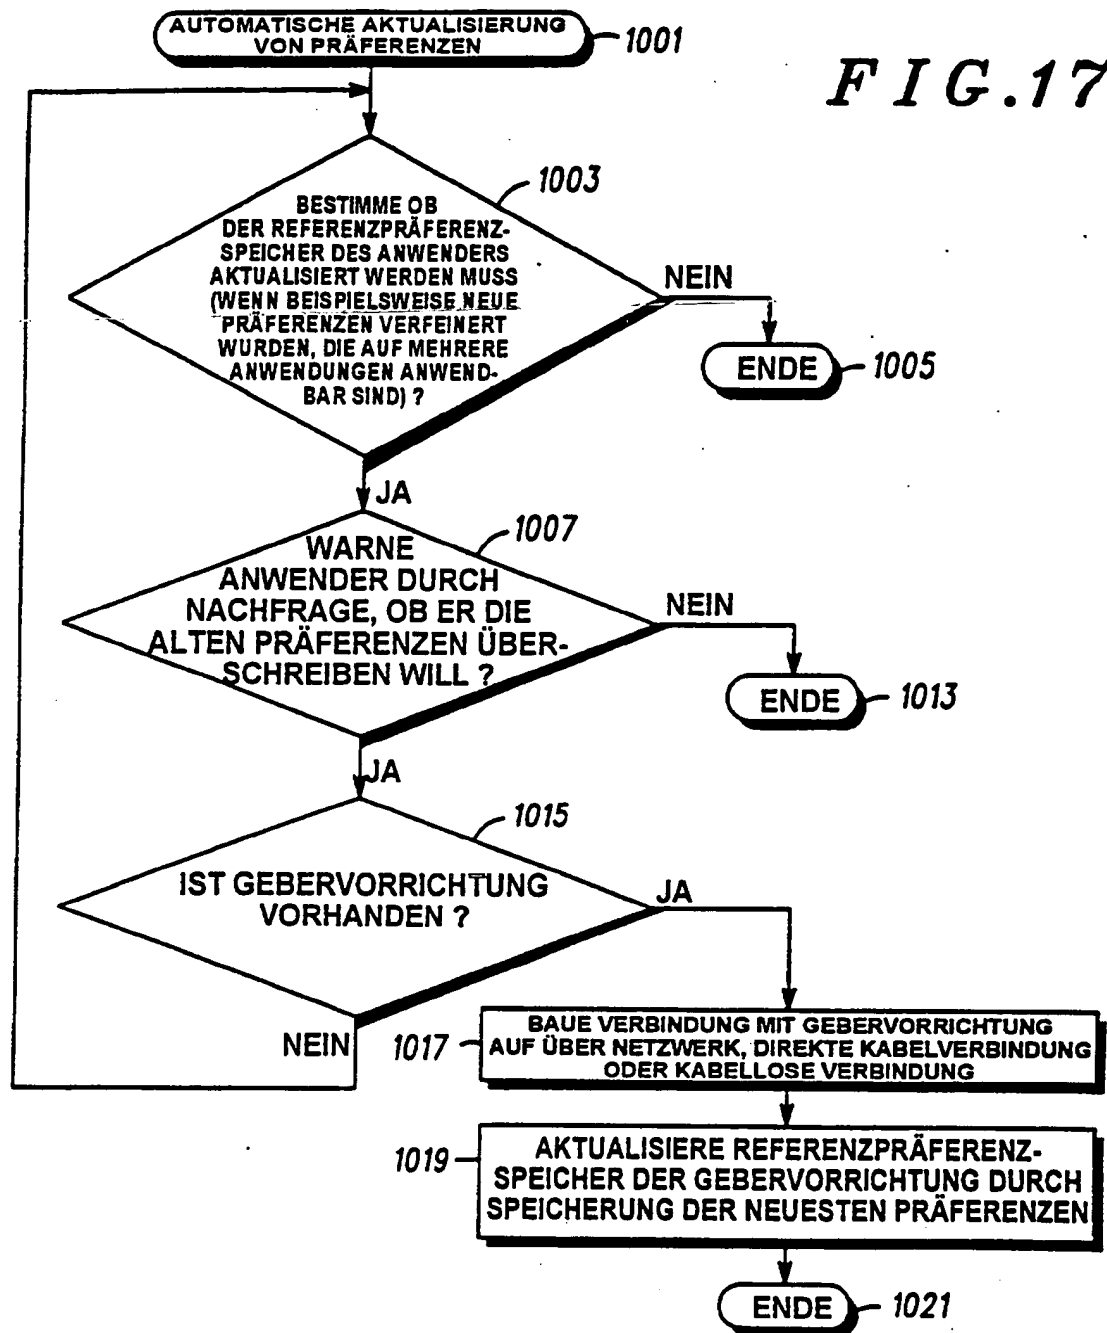 AUTOMATISCHE AKTUALISIERUNG
VON PRÄFERENZEN
1001
FIG.17
1003
BESTIMME OB
DER REFERENZPRÄFERENZ-
SPEICHER DES ANWENDERS
AKTUALISIERT WERDEN MUSS
(WENN BEISPIELSWEISE NEUE
PRÄFERENZEN VERFEINERT
WURDEN, DIE AUF MEHRERE
ANWENDUNGEN ANWEND-
BAR SIND) ?
NEIN
ENDE
1005
JA
1007
WARNE
ANWENDER DURCH
NACHFRAGE, OB ER DIE
ALTEN PRÄFERENZEN ÜBER-
SCHREIBEN WILL ?
NEIN
ENDE
1013
JA
1015
IST GEBERVORRICHTUNG
VORHANDEN ?
JA
NEIN
1017
BAUE VERBINDUNG MIT GEBERVORRICHTUNG
AUF ÜBER NETZWERK, DIREKTE KABELVERBINDUNG
ODER KABELLOSE VERBINDUNG
1019
AKTUALISIERE REFERENZPRÄFERENZ-
SPEICHER DER GEBERVORRICHTUNG DURCH
SPEICHERUNG DER NEUESTEN PRÄFERENZEN
ENDE
1021